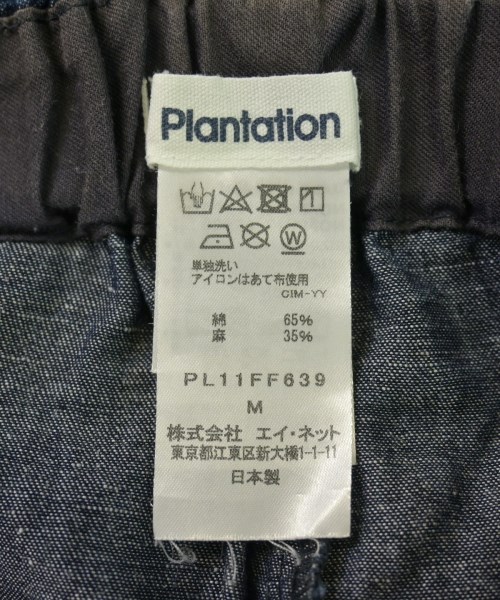 Plantation
W
単独洗い
アイロンはあて布使用
CIM-YY
綿 65%
麻 35%
PL11FF639
M
株式会社 エイ・ネット
東京都江東区新大橋1-1-11
日本製